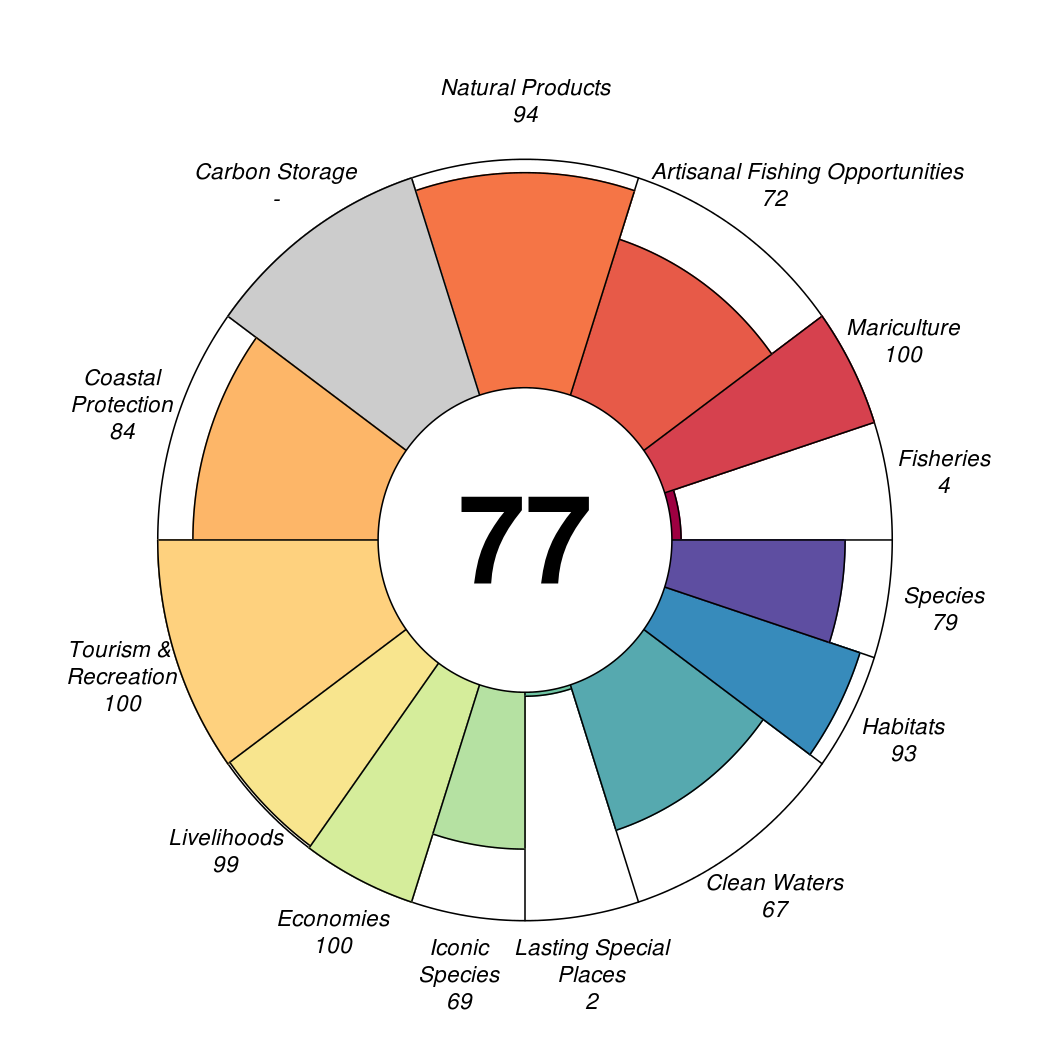 Natural Products
94
Artisanal Fishing Opportunities
72
Carbon Storage
-
Mariculture
100
Coastal
Protection
84
Fisheries
4
77
Species
79
Tourism &
Recreation
100
Habitats
93
Livelihoods
99
Clean Waters
67
Economies
100
Iconic
Species
69
Lasting Special
Places
2